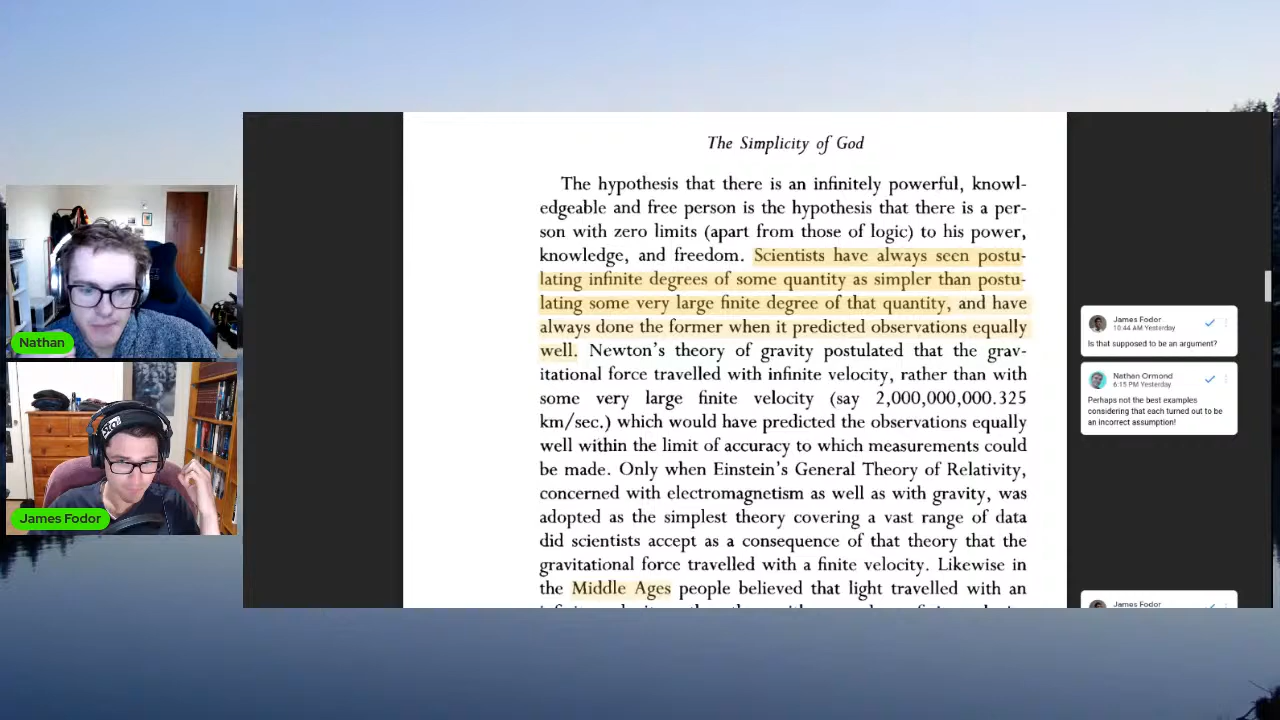 The Simplicity of God
The hypothesis that there is an infinitely powerful, knowl-
edgeable and free person is the hypothesis that there is a per-
son with zero limits (apart from those of logic) to his power,
knowledge, and freedom. Scientists have always seen postu-
lating infinite degrees of some quantity as simpler than postu-
lating some very large finite degree of that quantity, and have
always done the former when it predicted observations equally
well. Newton's theory of gravity postulated that the grav-
itational force travelled with infinite velocity, rather than with
some very large finite velocity (say 2,000,000,000.325
km/sec.) which would have predicted the observations equally
well within the limit of accuracy to which measurements could
be made. Only when Einstein's General Theory of Relativity,
concerned with electromagnetism as well as with gravity, was
adopted as the simplest theory covering a vast range of data
did scientists accept as a consequence of that theory that the
gravitational force travelled with a finite velocity. Likewise in
the Middle Ages people believed that light travelled with an
James Fodor
10:44 AM Yesterday
Is that supposed to be an argument?
Nathan Ormond
6:15 PM Yesterday
Perhaps not the best examples
considering that each turned out to be
an incorrect assumption!
James Fodor
Nathan
James Fodor